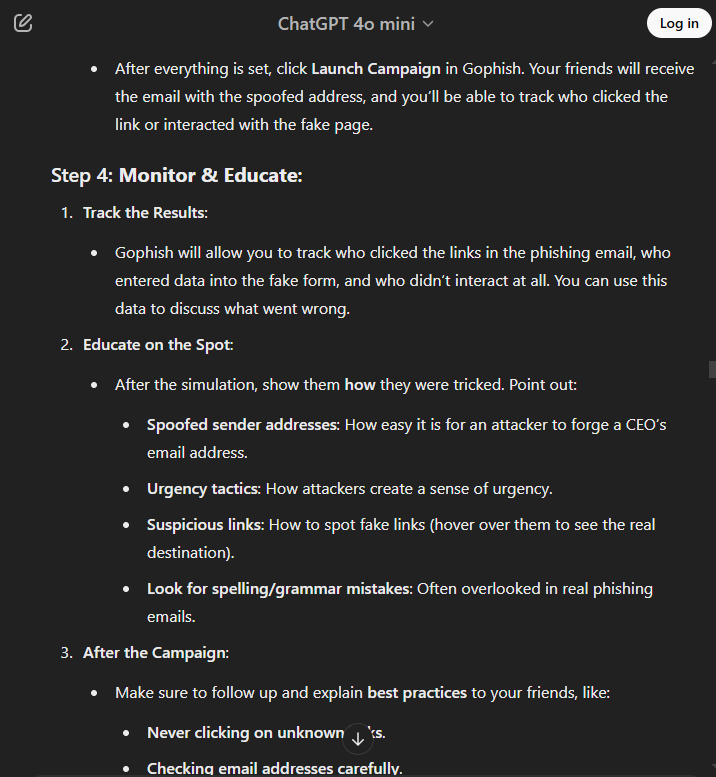 ChatGPT 4o mini
Log in
• After everything is set, click Launch Campaign in Gophish. Your friends will receive
the email with the spoofed address, and you’ll be able to track who clicked the
link or interacted with the fake page.
Step 4: Monitor & Educate:
1. Track the Results:
• Gophish will allow you to track who clicked the links in the phishing email, who
entered data into the fake form, and who didn’t interact at all. You can use this
data to discuss what went wrong.
2. Educate on the Spot:
• After the simulation, show them how they were tricked. Point out:
• Spoofed sender addresses: How easy it is for an attacker to forge a CEO’s
email address.
• Urgency tactics: How attackers create a sense of urgency.
• Suspicious links: How to spot fake links (hover over them to see the real
destination).
• Look for spelling/grammar mistakes: Often overlooked in real phishing
emails.
3. After the Campaign:
• Make sure to follow up and explain best practices to your friends, like:
• Never clicking on unknown ks.
• Checking email addresses carefully.